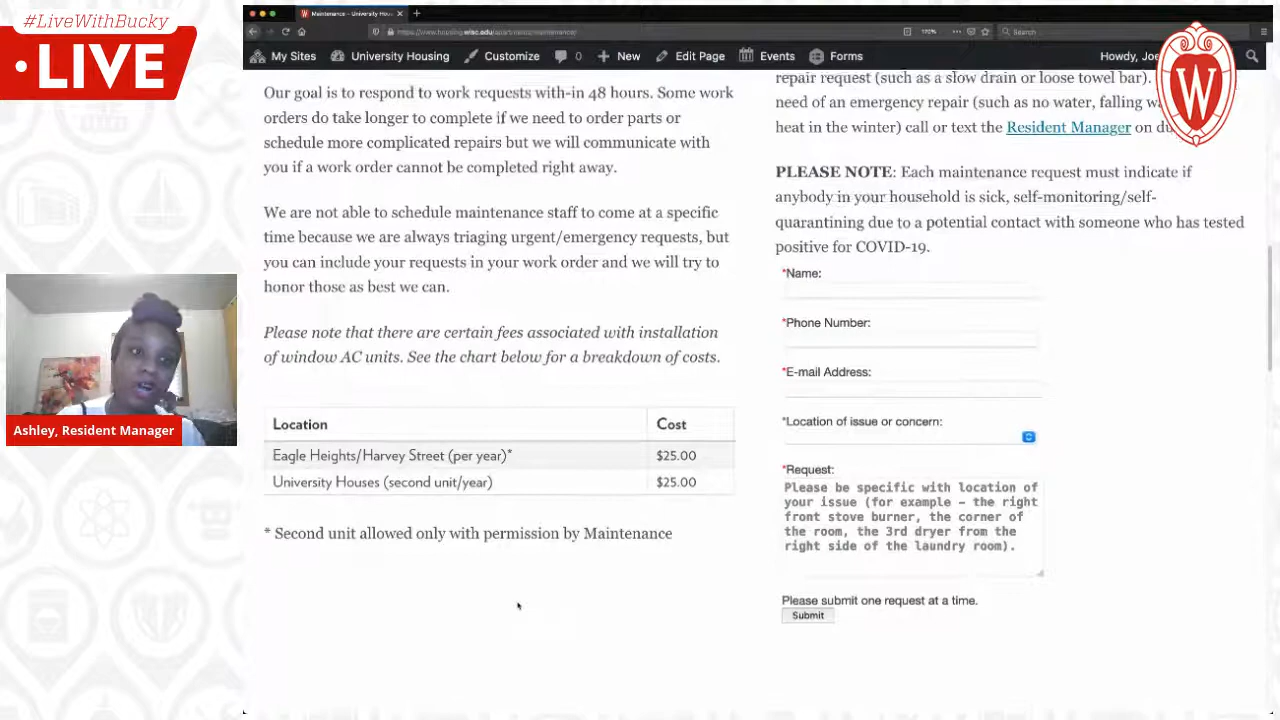 #LiveWithBucky
LIVE
Maintenance – University Hous
https://www.housing.wisc.edu/apartments/maintenance/
170%
Search
My Sites
University Housing
Customize
0
New
Edit Page
Events
Forms
Howdy, Joe
W
Our goal is to respond to work requests with-in 48 hours. Some work
orders do take longer to complete if we need to order parts or
schedule more complicated repairs but we will communicate with
you if a work order cannot be completed right away.
We are not able to schedule maintenance staff to come at a specific
time because we are always triaging urgent/emergency requests, but
you can include your requests in your work order and we will try to
honor those as best we can.
Please note that there are certain fees associated with installation
of window AC units. See the chart below for a breakdown of costs.
Location Cost
Eagle Heights/Harvey Street (per year)* $25.00
University Houses (second unit/year) $25.00
* Second unit allowed only with permission by Maintenance
repair request (such as a slow drain or loose towel bar).
need of an emergency repair (such as no water, falling
heat in the winter) call or text the Resident Manager on
PLEASE NOTE: Each maintenance request must indicate if
anybody in your household is sick, self-monitoring/self-
quarantining due to a potential contact with someone who has tested
positive for COVID-19.
*Name:
*Phone Number:
*E-mail Address:
*Location of issue or concern:
*Request:
Please be specific with location of
your issue (for example – the right
front stove burner, the corner of
the room, the 3rd dryer from the
right side of the laundry room).
Please submit one request at a time.
Submit
Ashley, Resident Manager